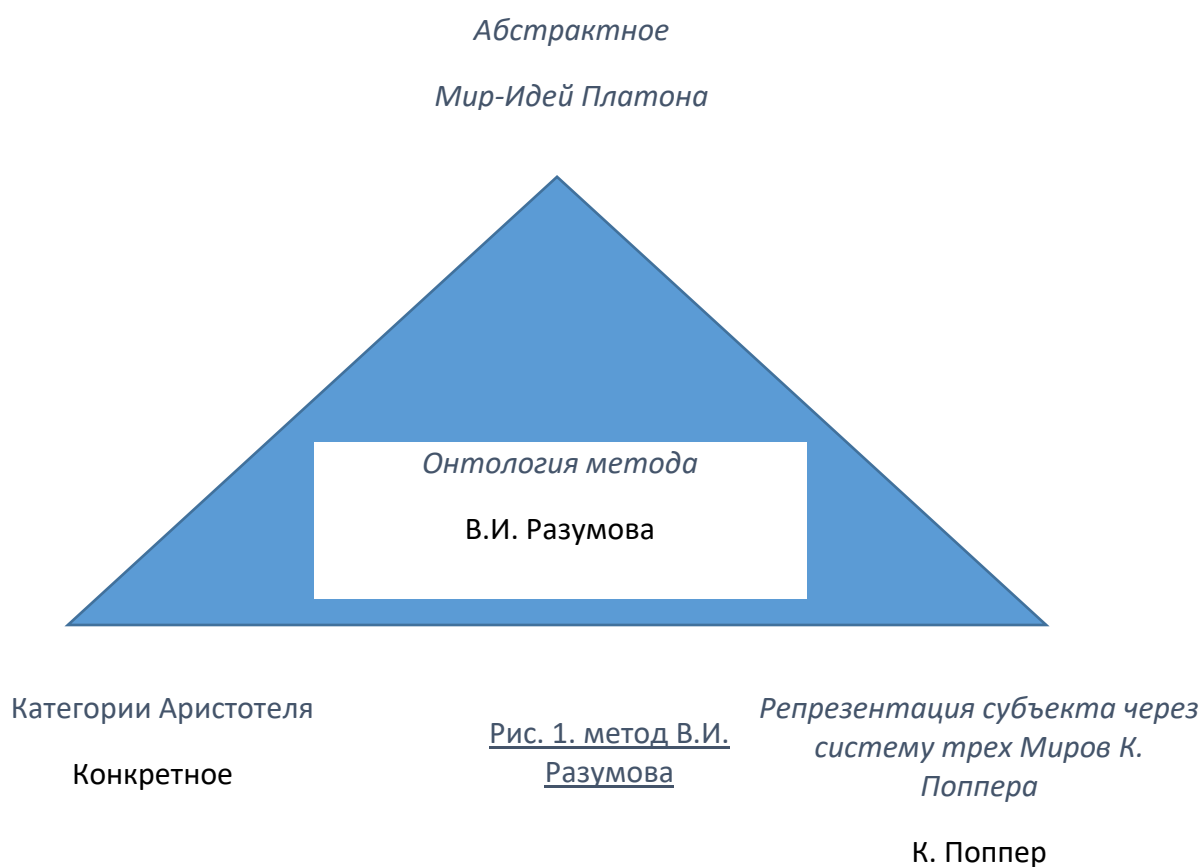 Абстрактное
Мир-Идей Платона
Онтология метода
В.И. Разумова
Категории Аристотеля
Конкретное
Рис. 1. метод В.И.
Разумова
Репрезентация субъекта через
систему трех Миров К.
Поппера
К. Поппер